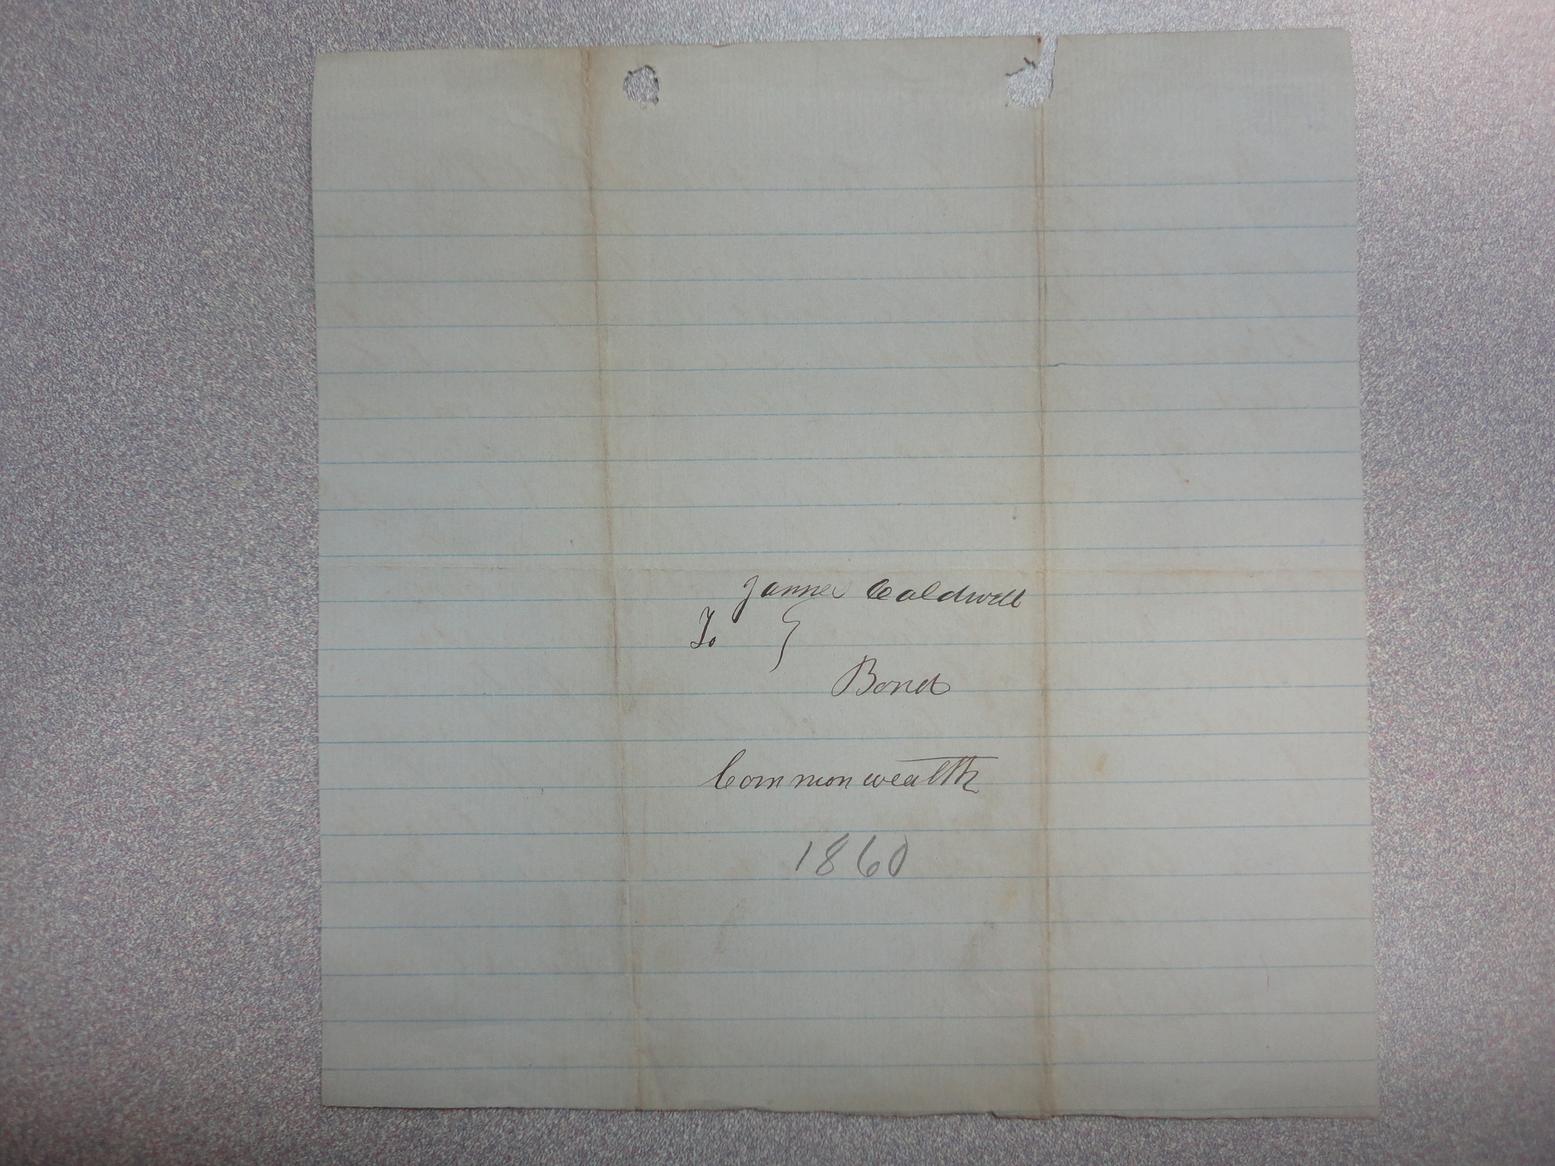 James Caldwell
To }
Bond
Commonwealth
1860